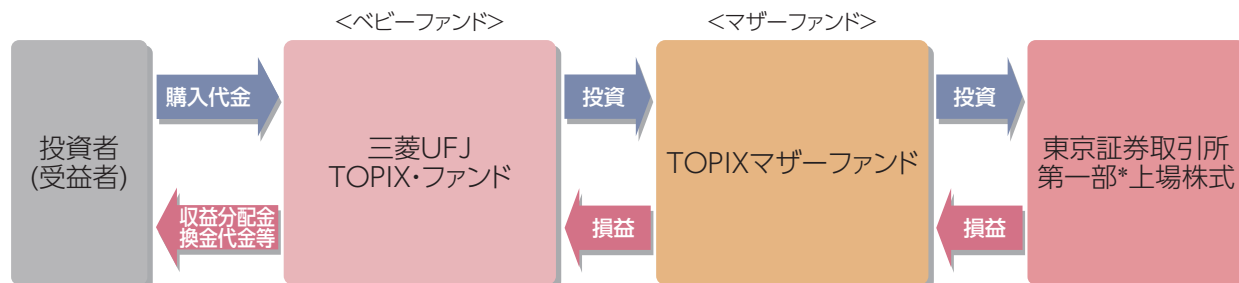 <ベビーファンド>
<マザーファンド>
購入代金
投資
投資
投資者
(受益者)
三菱UFJ
TOPIX・ファンド
TOPIXマザーファンド
東京証券取引所
第一部*上場株式
収益分配金
換金代金等
損益
損益